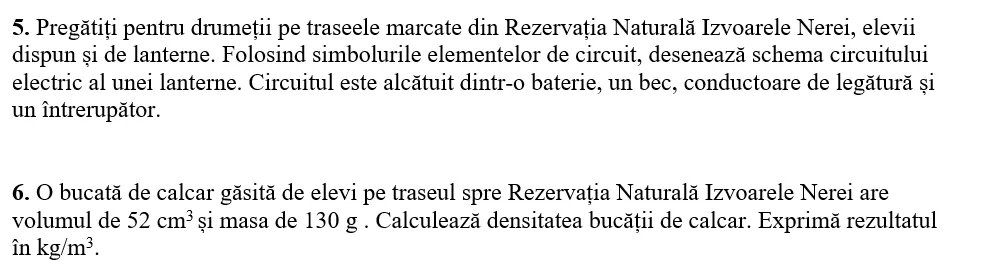 5. Pregătiți pentru drumeții pe traseele marcate din Rezervația Naturală Izvoarele Nerei, elevii
dispun și de lanterne. Folosind simbolurile elementelor de circuit, desenează schema circuitului
electric al unei lanterne. Circuitul este alcătuit dintr-o baterie, un bec, conductoare de legătură și
un întrerupător.
6. O bucată de calcar găsită de elevi pe traseul spre Rezervația Naturală Izvoarele Nerei are
volumul de 52 cm³ și masa de 130 g . Calculează densitatea bucății de calcar. Exprimă rezultatul
în kg/m³.